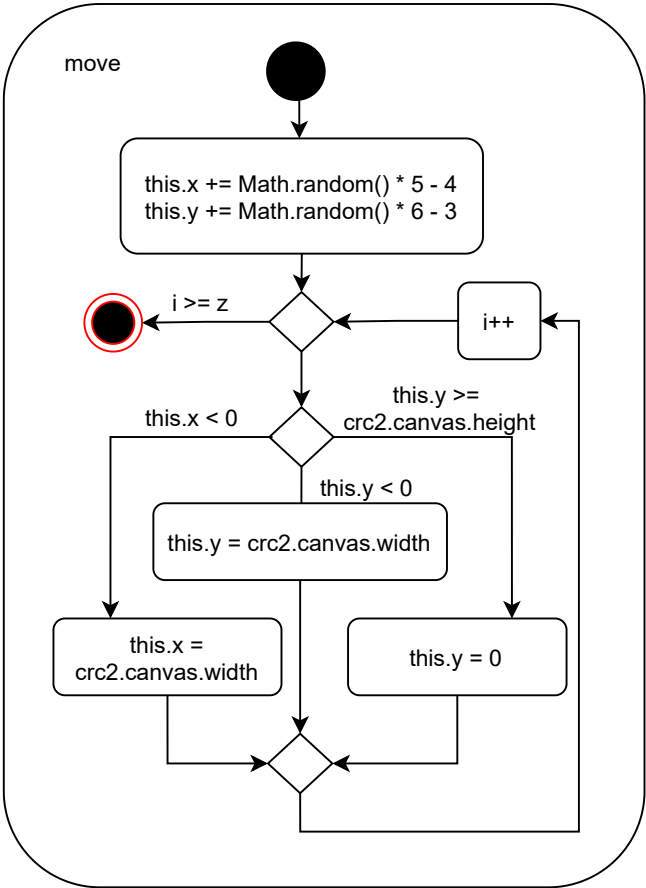 move
this.x += Math.random() * 5 - 4
this.y += Math.random() * 6 - 3
i >= z
i++
this.x < 0
this.y >=
crc2.canvas.height
this.y < 0
this.y = crc2.canvas.width
this.x =
crc2.canvas.width
this.y = 0